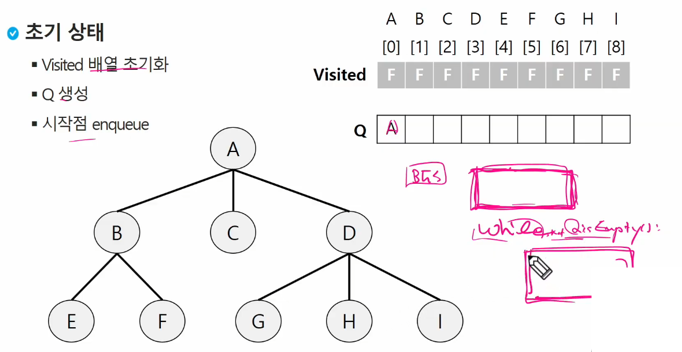 초기 상태
Visited 배열 초기화
Q 생성
시작점 enqueue
A B C D E F G H I
[0] [1] [2] [3] [4] [5] [6] [7] [8]
Visited F F F F F F F F F
Q A
BFS
while not Q.isEmpty():
A
B C D
E F G H I